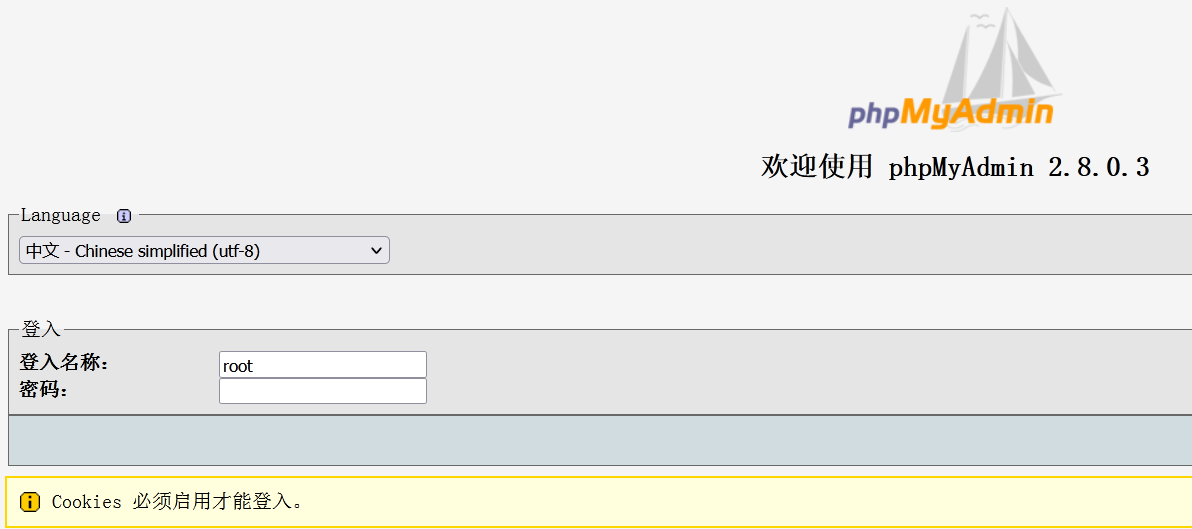 phpMyAdmin
欢迎使用 phpMyAdmin 2.8.0.3
Language
中文 - Chinese simplified (utf-8)
登入
登入名称:
root
密码:
Cookies 必须启用才能登入。